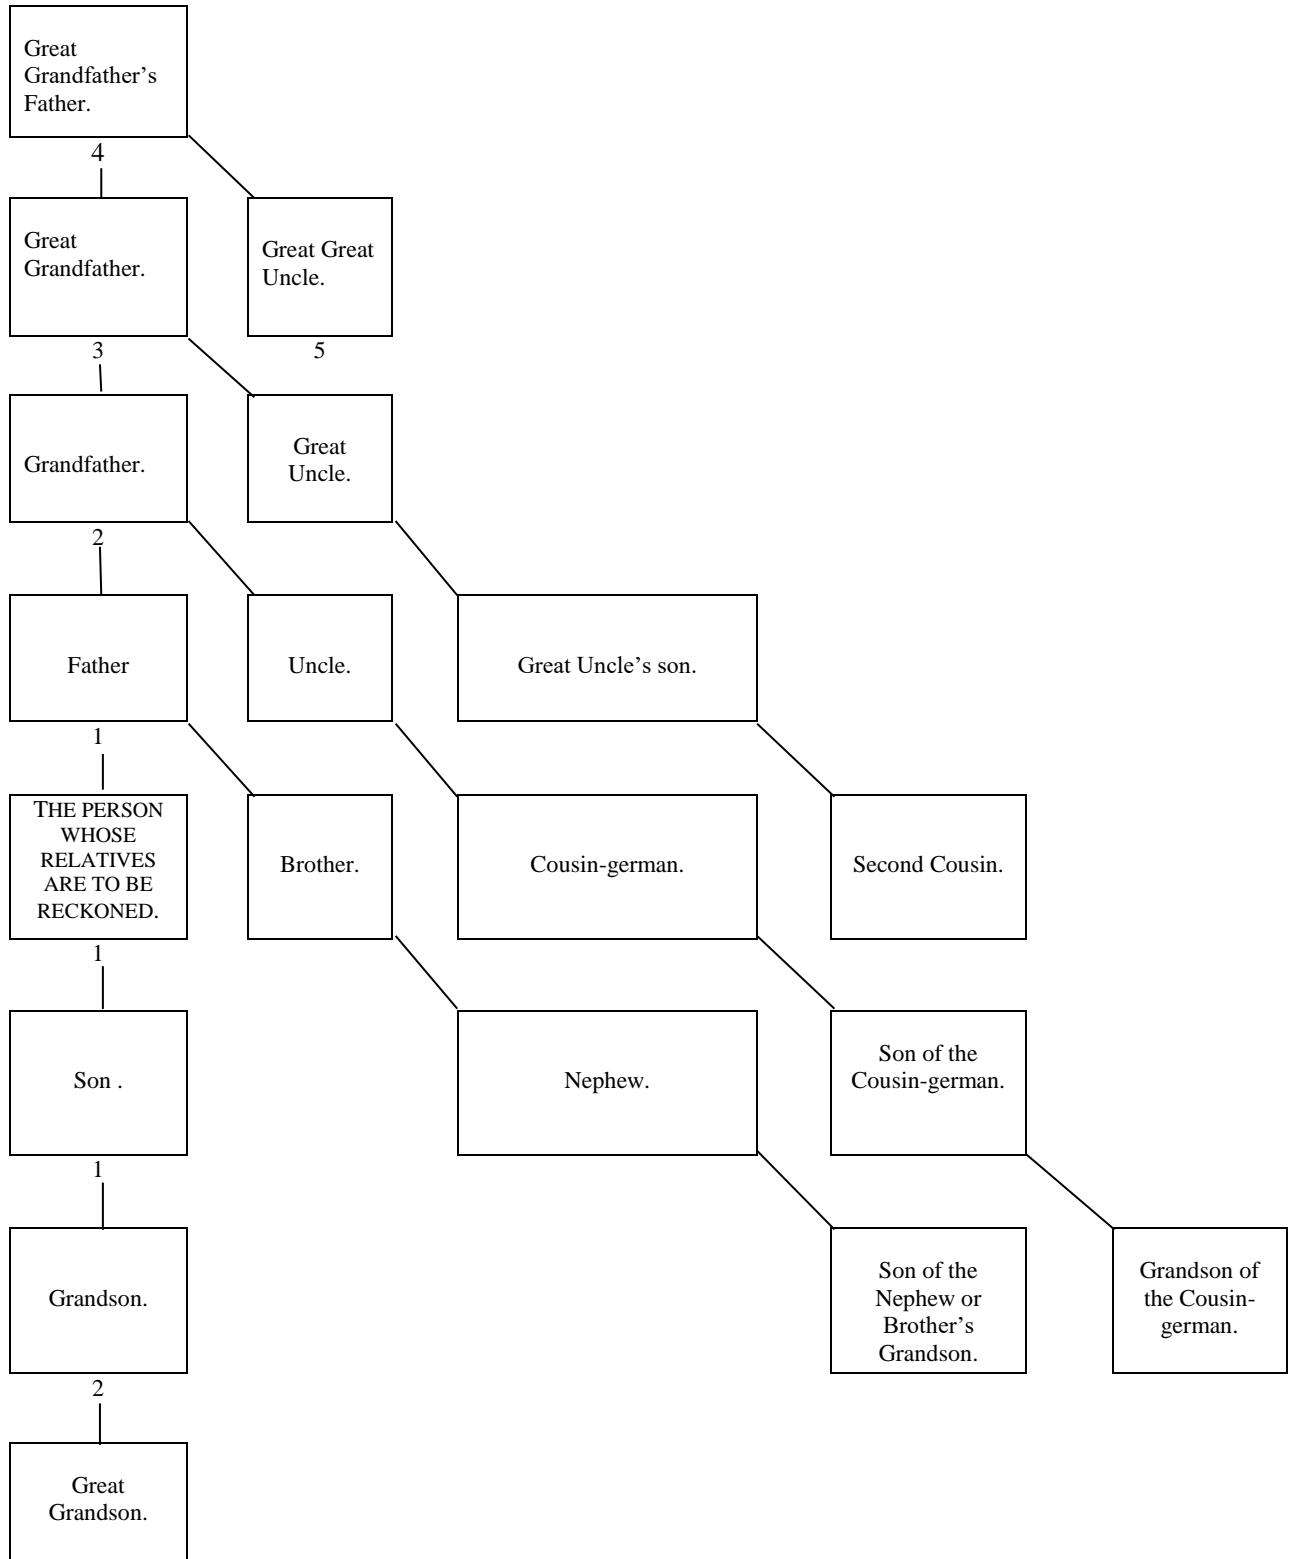 Great
Grandfather’s
Father.
4
Great
Grandfather.
Great Great
Uncle.
3
5
Grandfather.
Great
Uncle.
2
Father
Uncle.
Great Uncle’s son.
1
THE PERSON
WHOSE
RELATIVES
ARE TO BE
RECKONED.
Brother.
Cousin-german.
Second Cousin.
1
Son .
Nephew.
Son of the
Cousin-german.
1
Grandson.
Son of the
Nephew or
Brother’s
Grandson.
Grandson of
the Cousin-
german.
2
Great
Grandson.